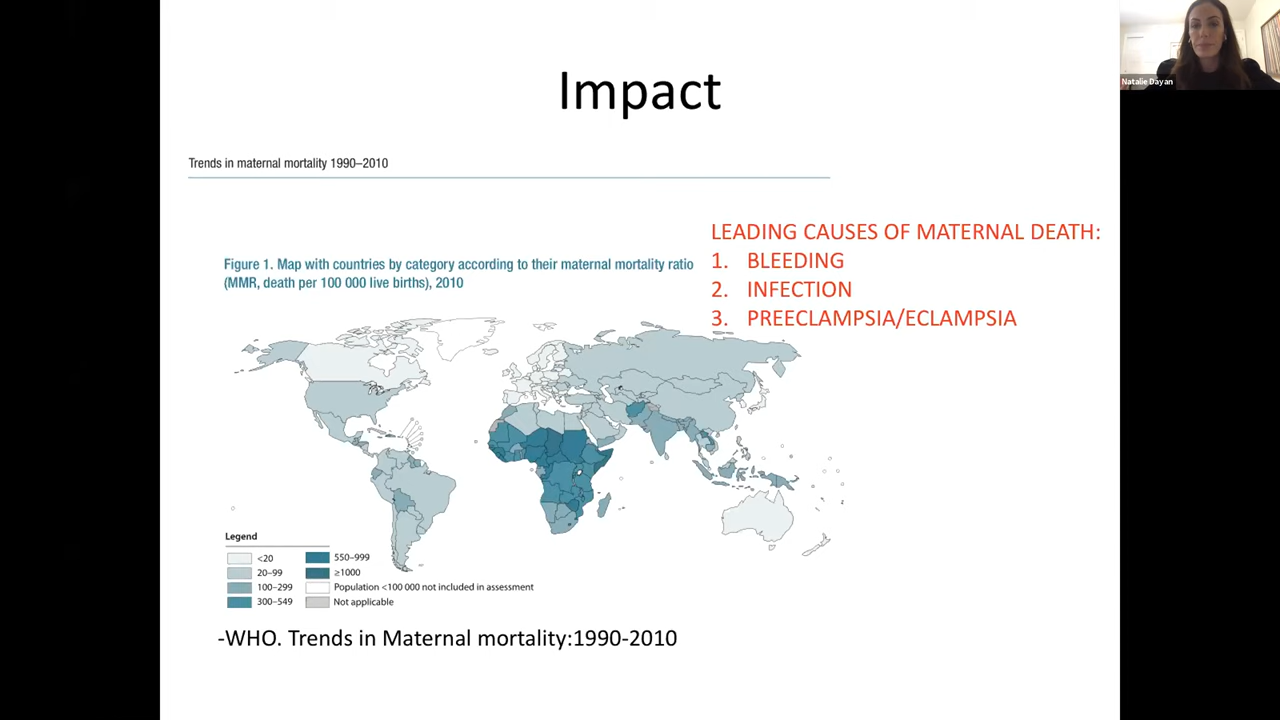 Natalie Dayan
Impact
Trends in maternal mortality 1990–2010
LEADING CAUSES OF MATERNAL DEATH:
1. BLEEDING
2. INFECTION
3. PREECLAMPSIA/ECLAMPSIA
Figure 1. Map with countries by category according to their maternal mortality ratio
(MMR, death per 100 000 live births), 2010
Legend
<20
20–99
100–299
300–549
550–999
≥1000
Population <100 000 not included in assessment
Not applicable
-WHO. Trends in Maternal mortality:1990-2010